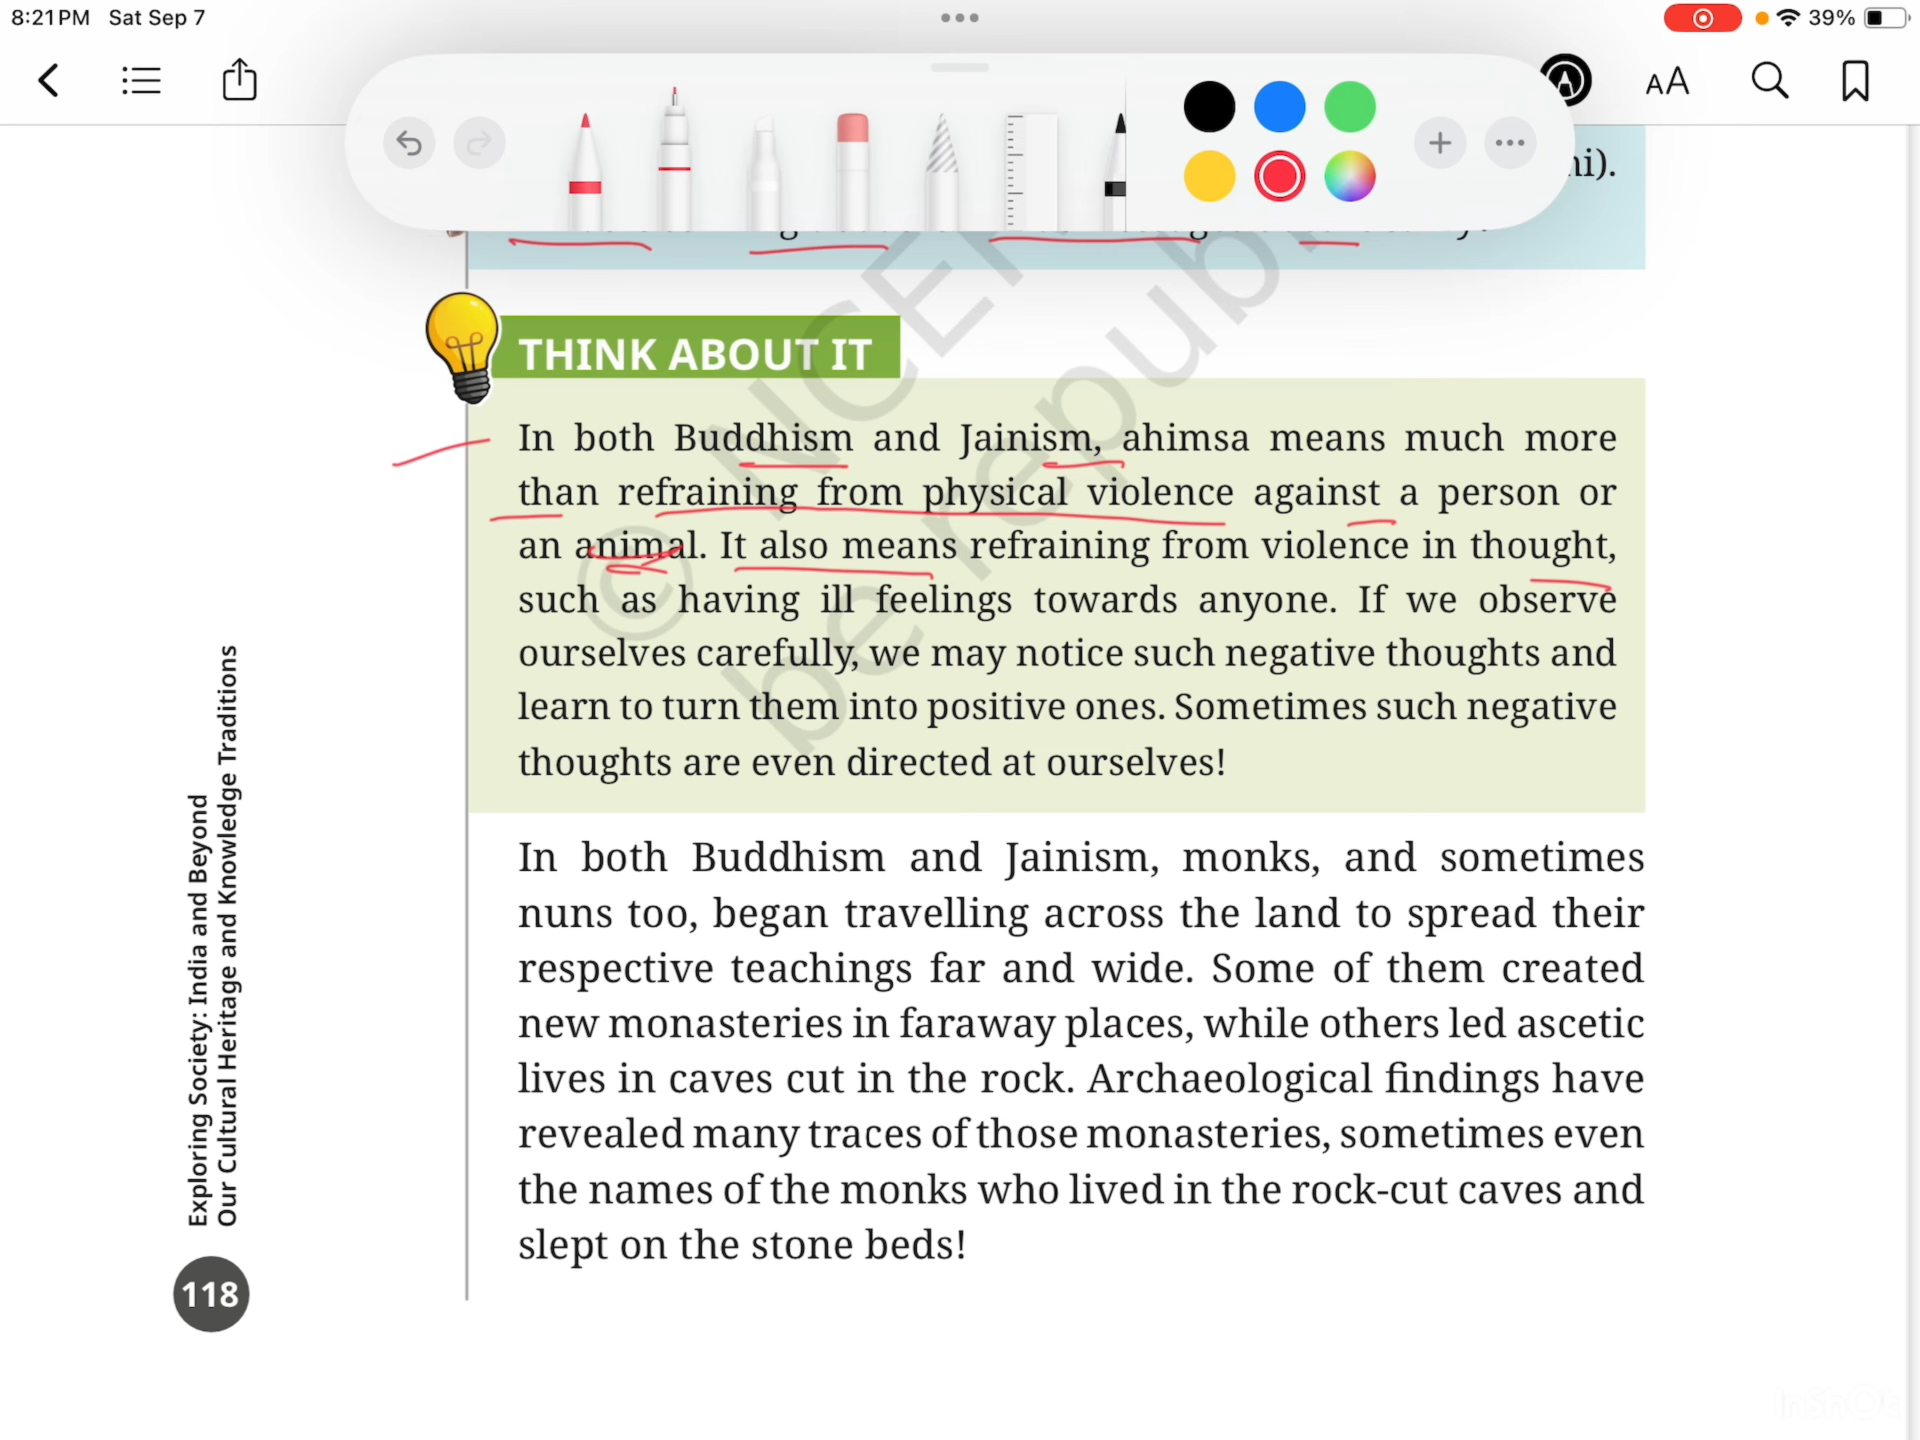 8:21 PM Sat Sep 7
39%
AA
hi).
THINK ABOUT IT
In both Buddhism and Jainism, ahimsa means much more
than refraining from physical violence against a person or
an animal. It also means refraining from violence in thought,
such as having ill feelings towards anyone. If we observe
ourselves carefully, we may notice such negative thoughts and
learn to turn them into positive ones. Sometimes such negative
thoughts are even directed at ourselves!
In both Buddhism and Jainism, monks, and sometimes
nuns too, began travelling across the land to spread their
respective teachings far and wide. Some of them created
new monasteries in faraway places, while others led ascetic
lives in caves cut in the rock. Archaeological findings have
revealed many traces of those monasteries, sometimes even
the names of the monks who lived in the rock-cut caves and
slept on the stone beds!
Exploring Society: India and Beyond
Our Cultural Heritage and Knowledge Traditions
118
© NCE
be republ
InShOt